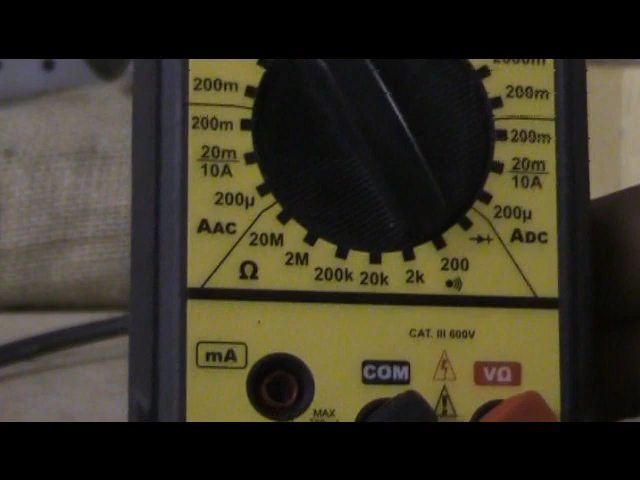 2000m
200m 200m
200m 200m
20m 20m
10A 10A
200µ 200µ
AAC ADC
20M
Ω 2M 200k 20k 2k 200
CAT. III 600V
mA COM VΩ
MAX